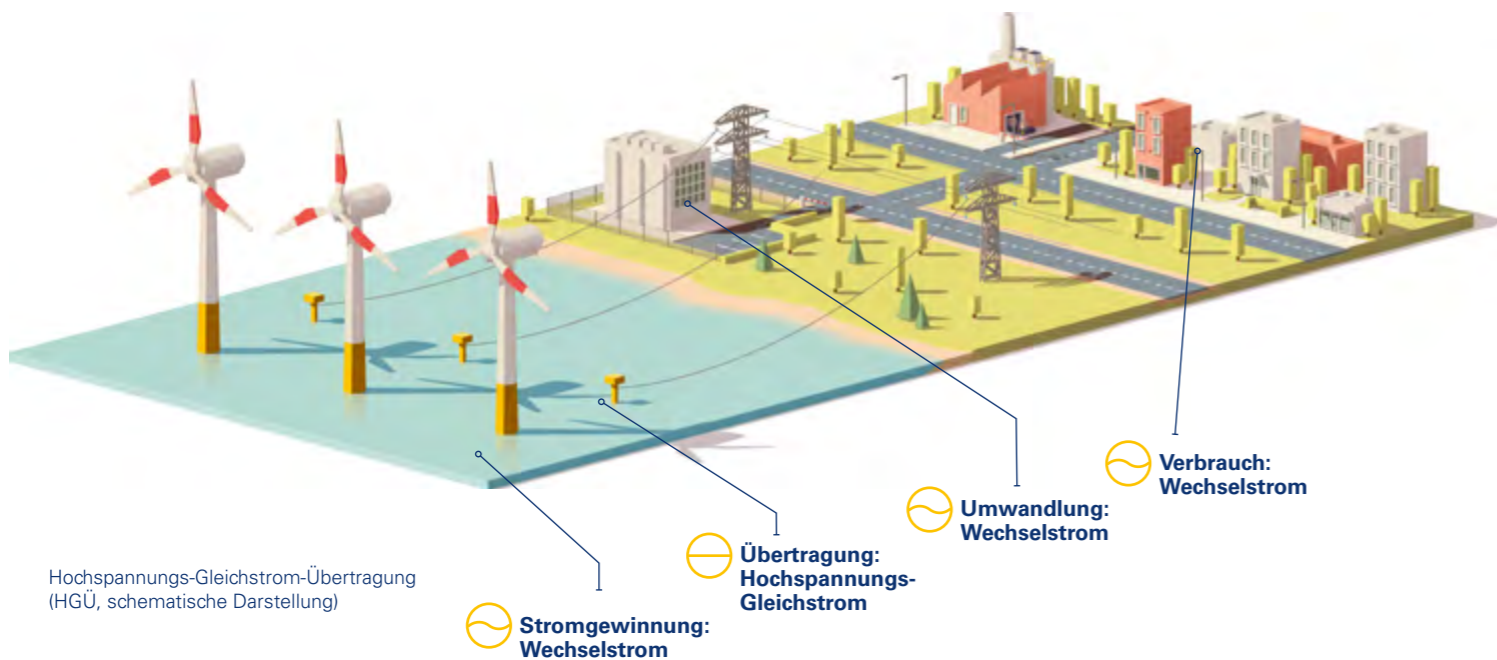 Hochspannungs-Gleichstrom-Übertragung
(HGÜ, schematische Darstellung)
Stromgewinnung:
Wechselstrom
Übertragung:
Hochspannungs-
Gleichstrom
Umwandlung:
Wechselstrom
Verbrauch:
Wechselstrom